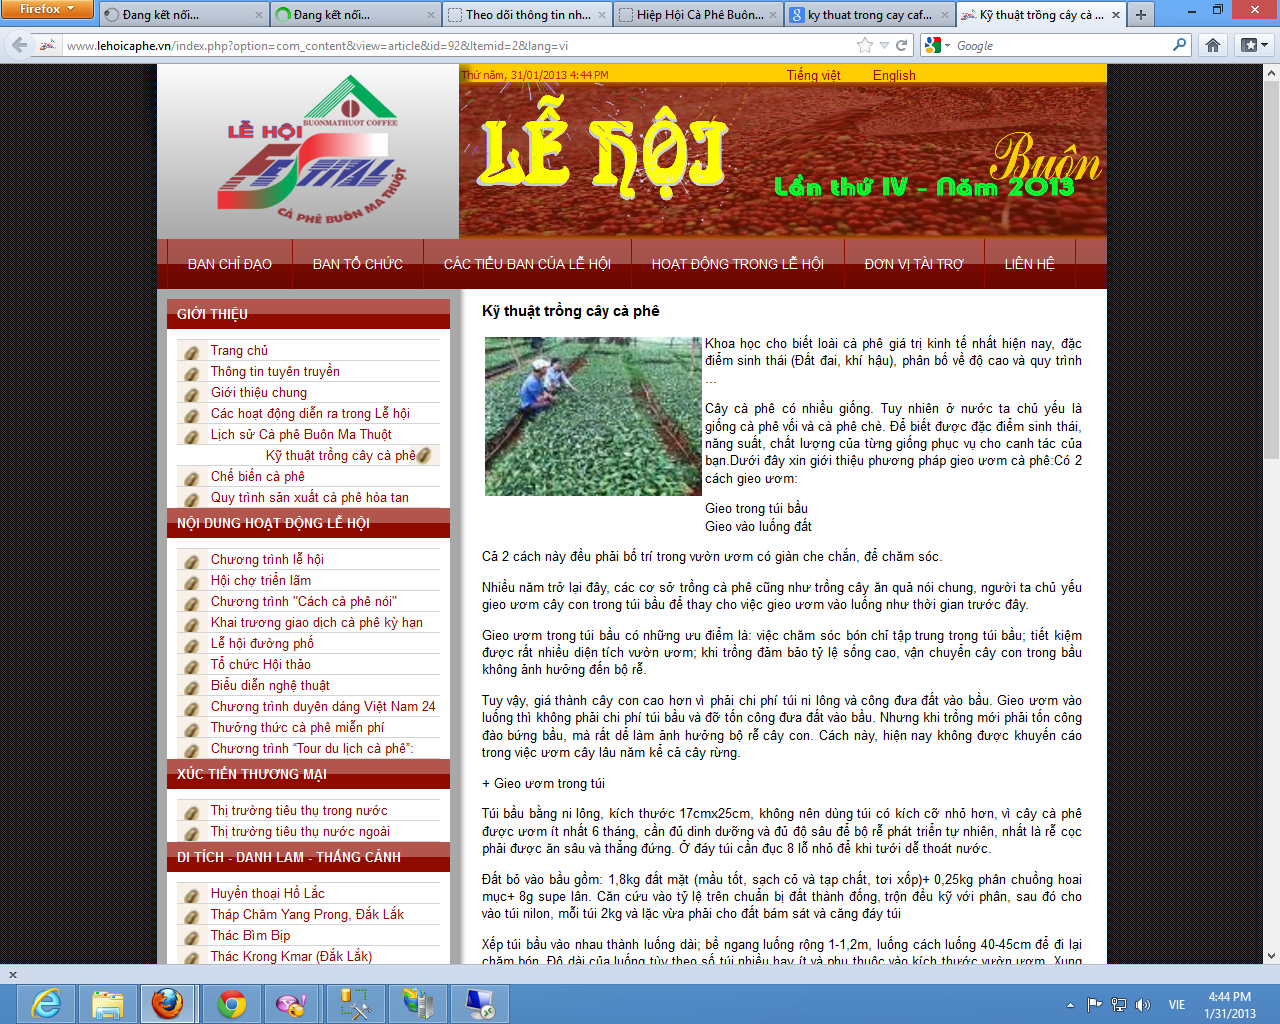 Firefox
Đang kết nối...
Đang kết nối...
Theo dõi thông tin nh...
Hiệp Hội Cà Phê Buôn...
ky thuat trong cay caf...
Kỹ thuật trồng cây cà ...
www.lehoicaphe.vn/index.php?option=com_content&view=article&id=92&Itemid=2&lang=vi
Google
Thứ năm, 31/01/2013 4:44 PM
Tiếng việt
English
BUONMATHUOT COFFEE
LỄ HỘI
CÀ PHÊ BUÔN MA THUỘT
LỄ HỘI
Buôn
Lần thứ IV - Năm 2013
BAN CHỈ ĐẠO
BAN TỔ CHỨC
CÁC TIỂU BAN CỦA LỄ HỘI
HOẠT ĐỘNG TRONG LỄ HỘI
ĐƠN VỊ TÀI TRỢ
LIÊN HỆ
GIỚI THIỆU
Trang chủ
Thông tin tuyên truyền
Giới thiệu chung
Các hoạt động diễn ra trong Lễ hội
Lịch sử Cà phê Buôn Ma Thuột
Kỹ thuật trồng cây cà phê
Chế biến cà phê
Quy trình sản xuất cà phê hòa tan
NỘI DUNG HOẠT ĐỘNG LỄ HỘI
Chương trình lễ hội
Hội chợ triển lãm
Chương trình "Cách cà phê nói"
Khai trương giao dịch cà phê kỳ hạn
Lễ hội đường phố
Tổ chức Hội thảo
Biểu diễn nghệ thuật
Chương trình duyên dáng Việt Nam 24
Thưởng thức cà phê miễn phí
Chương trình “Tour du lịch cà phê”:
XÚC TIẾN THƯƠNG MẠI
Thị trường tiêu thụ trong nước
Thị trường tiêu thụ nước ngoài
DI TÍCH - DANH LAM - THẮNG CẢNH
Huyền thoại Hồ Lắc
Tháp Chăm Yang Prong, Đắk Lắk
Thác Bìm Bịp
Thác Krong Kmar (Đắk Lắk)
Kỹ thuật trồng cây cà phê
Khoa học cho biết loài cà phê giá trị kinh tế nhất hiện nay, đặc
điểm sinh thái (Đất đai, khí hậu), phân bố về độ cao và quy trình
...
Cây cà phê có nhiều giống. Tuy nhiên ở nước ta chủ yếu là
giống cà phê vối và cà phê chè. Để biết được đặc điểm sinh thái,
năng suất, chất lượng của từng giống phục vụ cho canh tác của
bạn.Dưới đây xin giới thiệu phương pháp gieo ươm cà phê:Có 2
cách gieo ươm:
Gieo trong túi bầu
Gieo vào luống đất
Cả 2 cách này đều phải bố trí trong vườn ươm có giàn che chắn, để chăm sóc.
Nhiều năm trở lại đây, các cơ sở trồng cà phê cũng như trồng cây ăn quả nói chung, người ta chủ yếu
gieo ươm cây con trong túi bầu để thay cho việc gieo ươm vào luống như thời gian trước đây.
Gieo ươm trong túi bầu có những ưu điểm là: việc chăm sóc bón chỉ tập trung trong túi bầu; tiết kiệm
được rất nhiều diện tích vườn ươm; khi trồng đảm bảo tỷ lệ sống cao, vận chuyển cây con trong bầu
không ảnh hưởng đến bộ rễ.
Tuy vậy, giá thành cây con cao hơn vì phải chi phí túi ni lông và công đưa đất vào bầu. Gieo ươm vào
luống thì không phải chi phí túi bầu và đỡ tốn công đưa đất vào bầu. Nhưng khi trồng mới phải tốn công
đào bứng bầu, mà rất dể làm ảnh hưởng bộ rễ cây con. Cách này, hiện nay không được khuyến cáo
trong việc ươm cây lâu năm kể cả cây rừng.
+ Gieo ươm trong túi
Túi bầu bằng ni lông, kích thước 17cmx25cm, không nên dùng túi có kích cỡ nhỏ hơn, vì cây cà phê
được ươm ít nhất 6 tháng, cần đủ dinh dưỡng và đủ độ sâu để bộ rễ phát triển tự nhiên, nhất là rễ cọc
phải được ăn sâu và thẳng đứng. Ở đáy túi cần đục 8 lỗ nhỏ để khi tưới dễ thoát nước.
Đất bỏ vào bầu gồm: 1,8kg đất mặt (mầu tốt, sạch cỏ và tạp chất, tơi xốp)+ 0,25kg phân chuồng hoai
mục+ 8g supe lân. Căn cứu vào tỷ lệ trên chuẩn bị đất thành đống, trộn đều kỹ với phân, sau đó cho
vào túi nilon, mỗi túi 2kg và lặc vừa phải cho đất bám sát và căng đáy túi
Xếp túi bầu vào nhau thành luống dài; bề ngang luống rộng 1-1,2m, luống cách luống 40-45cm để đi lại
chăm bón. Độ dài của luống tùy theo số túi nhiều hay ít và phụ thuộc vào kích thước vườn ươm. Xung
VIE
4:44 PM
1/31/2013